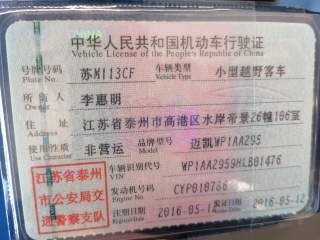 中华人民共和国机动车行驶证
Vehicle License of the People's Republic of China
号牌号码 Plate No. 苏M113CF 车辆类型 Vehicle Type 小型越野客车
所有人 Owner 李惠明
住址 Address 江苏省泰州市高港区水岸帝景26幢106室
使用性质 Use Character 非营运 品牌型号 Model 迈凯WP1AA295
车辆识别代号 VIN WP1AA2959HLB01476
江苏省泰州
市公安局交
通警察支队
发动机号码 Engine No. CYP010786
注册日期 2016-05-1 发证日期 2016-05-12